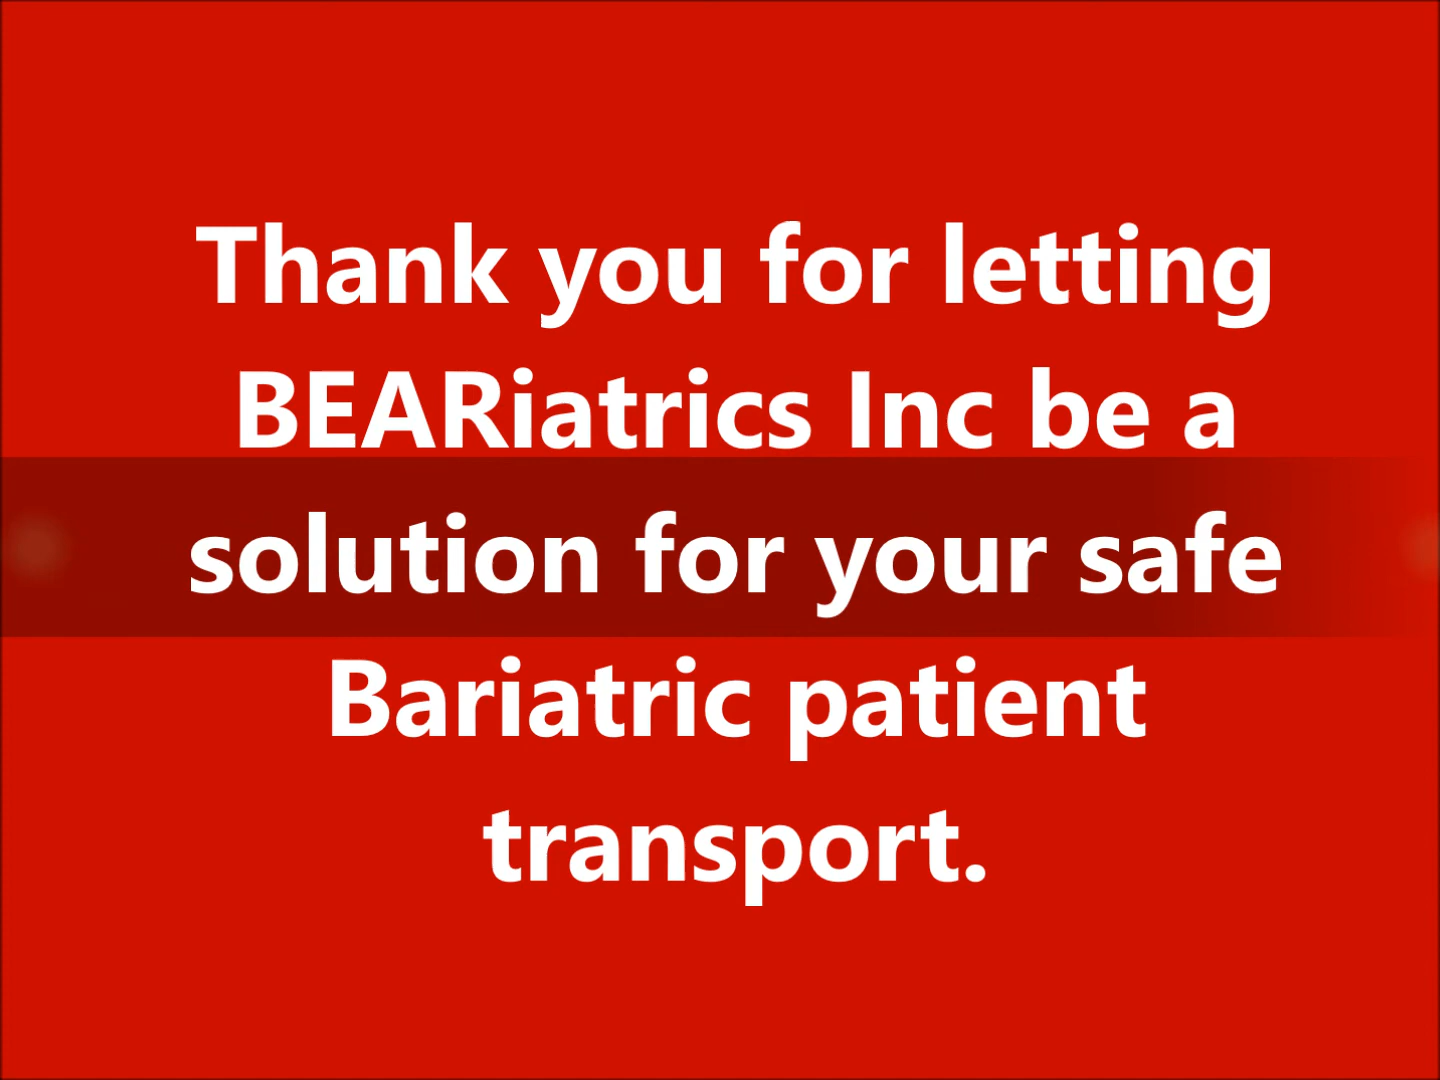 Thank you for letting
BEARiatrics Inc be a
solution for your safe
Bariatric patient
transport.